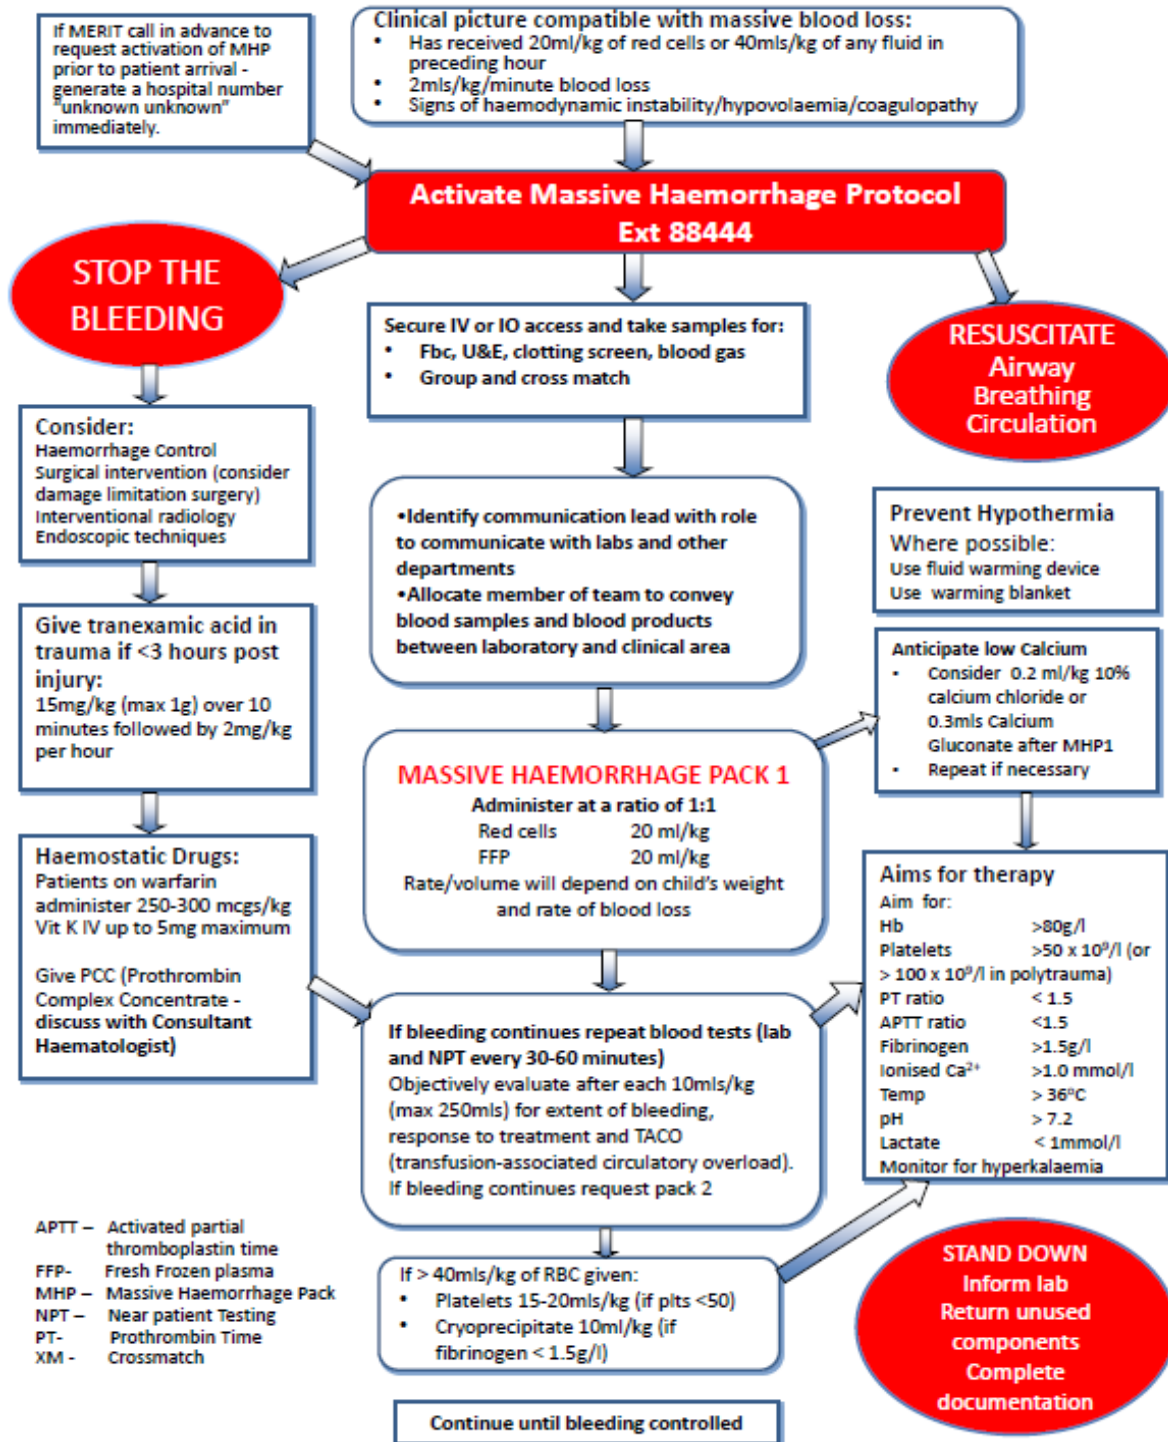 If MERIT call in advance to
request activation of MHP
prior to patient arrival -
generate a hospital number
"unknown unknown"
immediately.
Clinical picture compatible with massive blood loss:
• Has received 20ml/kg of red cells or 40mls/kg of any fluid in
preceding hour
• 2mls/kg/minute blood loss
• Signs of haemodynamic instability/hypovolaemia/coagulopathy
Activate Massive Haemorrhage Protocol
Ext 88444
STOP THE
BLEEDING
Consider:
Haemorrhage Control
Surgical intervention (consider
damage limitation surgery)
Interventional radiology
Endoscopic techniques
Give tranexamic acid in
trauma if <3 hours post
injury:
15mg/kg (max 1g) over 10
minutes followed by 2mg/kg
per hour
Haemostatic Drugs:
Patients on warfarin
administer 250-300 mcgs/kg
Vit K IV up to 5mg maximum
Give PCC (Prothrombin
Complex Concentrate -
discuss with Consultant
Haematologist)
Secure IV or IO access and take samples for:
• Fbc, U&E, clotting screen, blood gas
• Group and cross match
•Identify communication lead with role
to communicate with labs and other
departments
•Allocate member of team to convey
blood samples and blood products
between laboratory and clinical area
MASSIVE HAEMORRHAGE PACK 1
Administer at a ratio of 1:1
Red cells 20 ml/kg
FFP 20 ml/kg
Rate/volume will depend on child's weight
and rate of blood loss
If bleeding continues repeat blood tests (lab
and NPT every 30-60 minutes)
Objectively evaluate after each 10mls/kg
(max 250mls) for extent of bleeding,
response to treatment and TACO
(transfusion-associated circulatory overload).
If bleeding continues request pack 2
If > 40mls/kg of RBC given:
• Platelets 15-20mls/kg (if plts <50)
• Cryoprecipitate 10ml/kg (if
fibrinogen < 1.5g/l)
Continue until bleeding controlled
RESUSCITATE
Airway
Breathing
Circulation
Prevent Hypothermia
Where possible:
Use fluid warming device
Use warming blanket
Anticipate low Calcium
• Consider 0.2 ml/kg 10%
calcium chloride or
0.3mls Calcium
Gluconate after MHP1
• Repeat if necessary
Aims for therapy
Aim for:
Hb >80g/l
Platelets >50 x 10⁹/l (or
> 100 x 10⁹/l in polytrauma)
PT ratio < 1.5
APTT ratio <1.5
Fibrinogen >1.5g/l
Ionised Ca²⁺ >1.0 mmol/l
Temp > 36°C
pH > 7.2
Lactate < 1mmol/l
Monitor for hyperkalaemia
STAND DOWN
Inform lab
Return unused
components
Complete
documentation
APTT – Activated partial
thromboplastin time
FFP- Fresh Frozen plasma
MHP – Massive Haemorrhage Pack
NPT – Near patient Testing
PT- Prothrombin Time
XM - Crossmatch